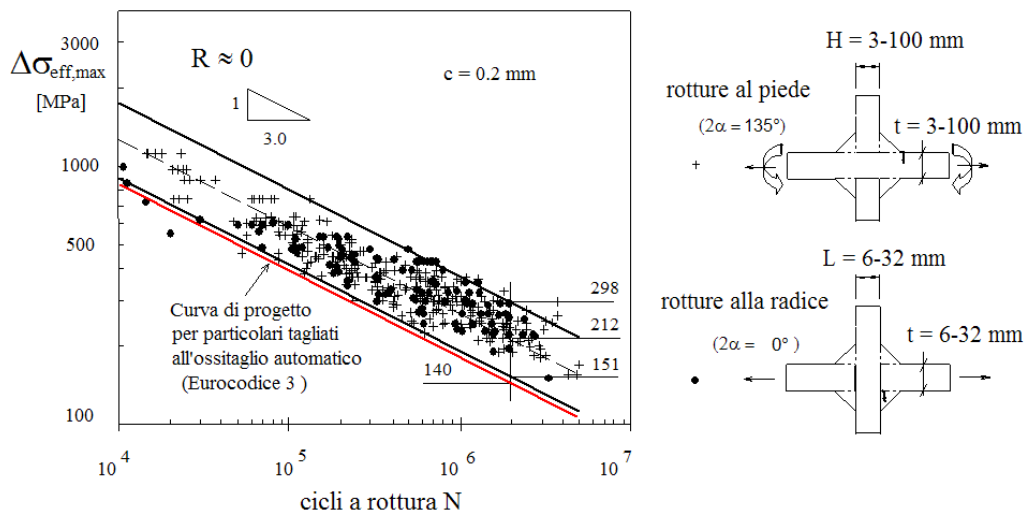 3000
Δσeff,max
[MPa]
1000
500
100
R ≈ 0
c = 0.2 mm
1
3.0
298
212
151
140
Curva di progetto
per particolari tagliati
all'ossitaglio automatico
(Eurocodice 3 )
10^4
10^5
10^6
10^7
cicli a rottura N
H = 3-100 mm
rotture al piede
(2α = 135°)
t = 3-100 mm
L = 6-32 mm
rotture alla radice
(2α = 0°)
t = 6-32 mm